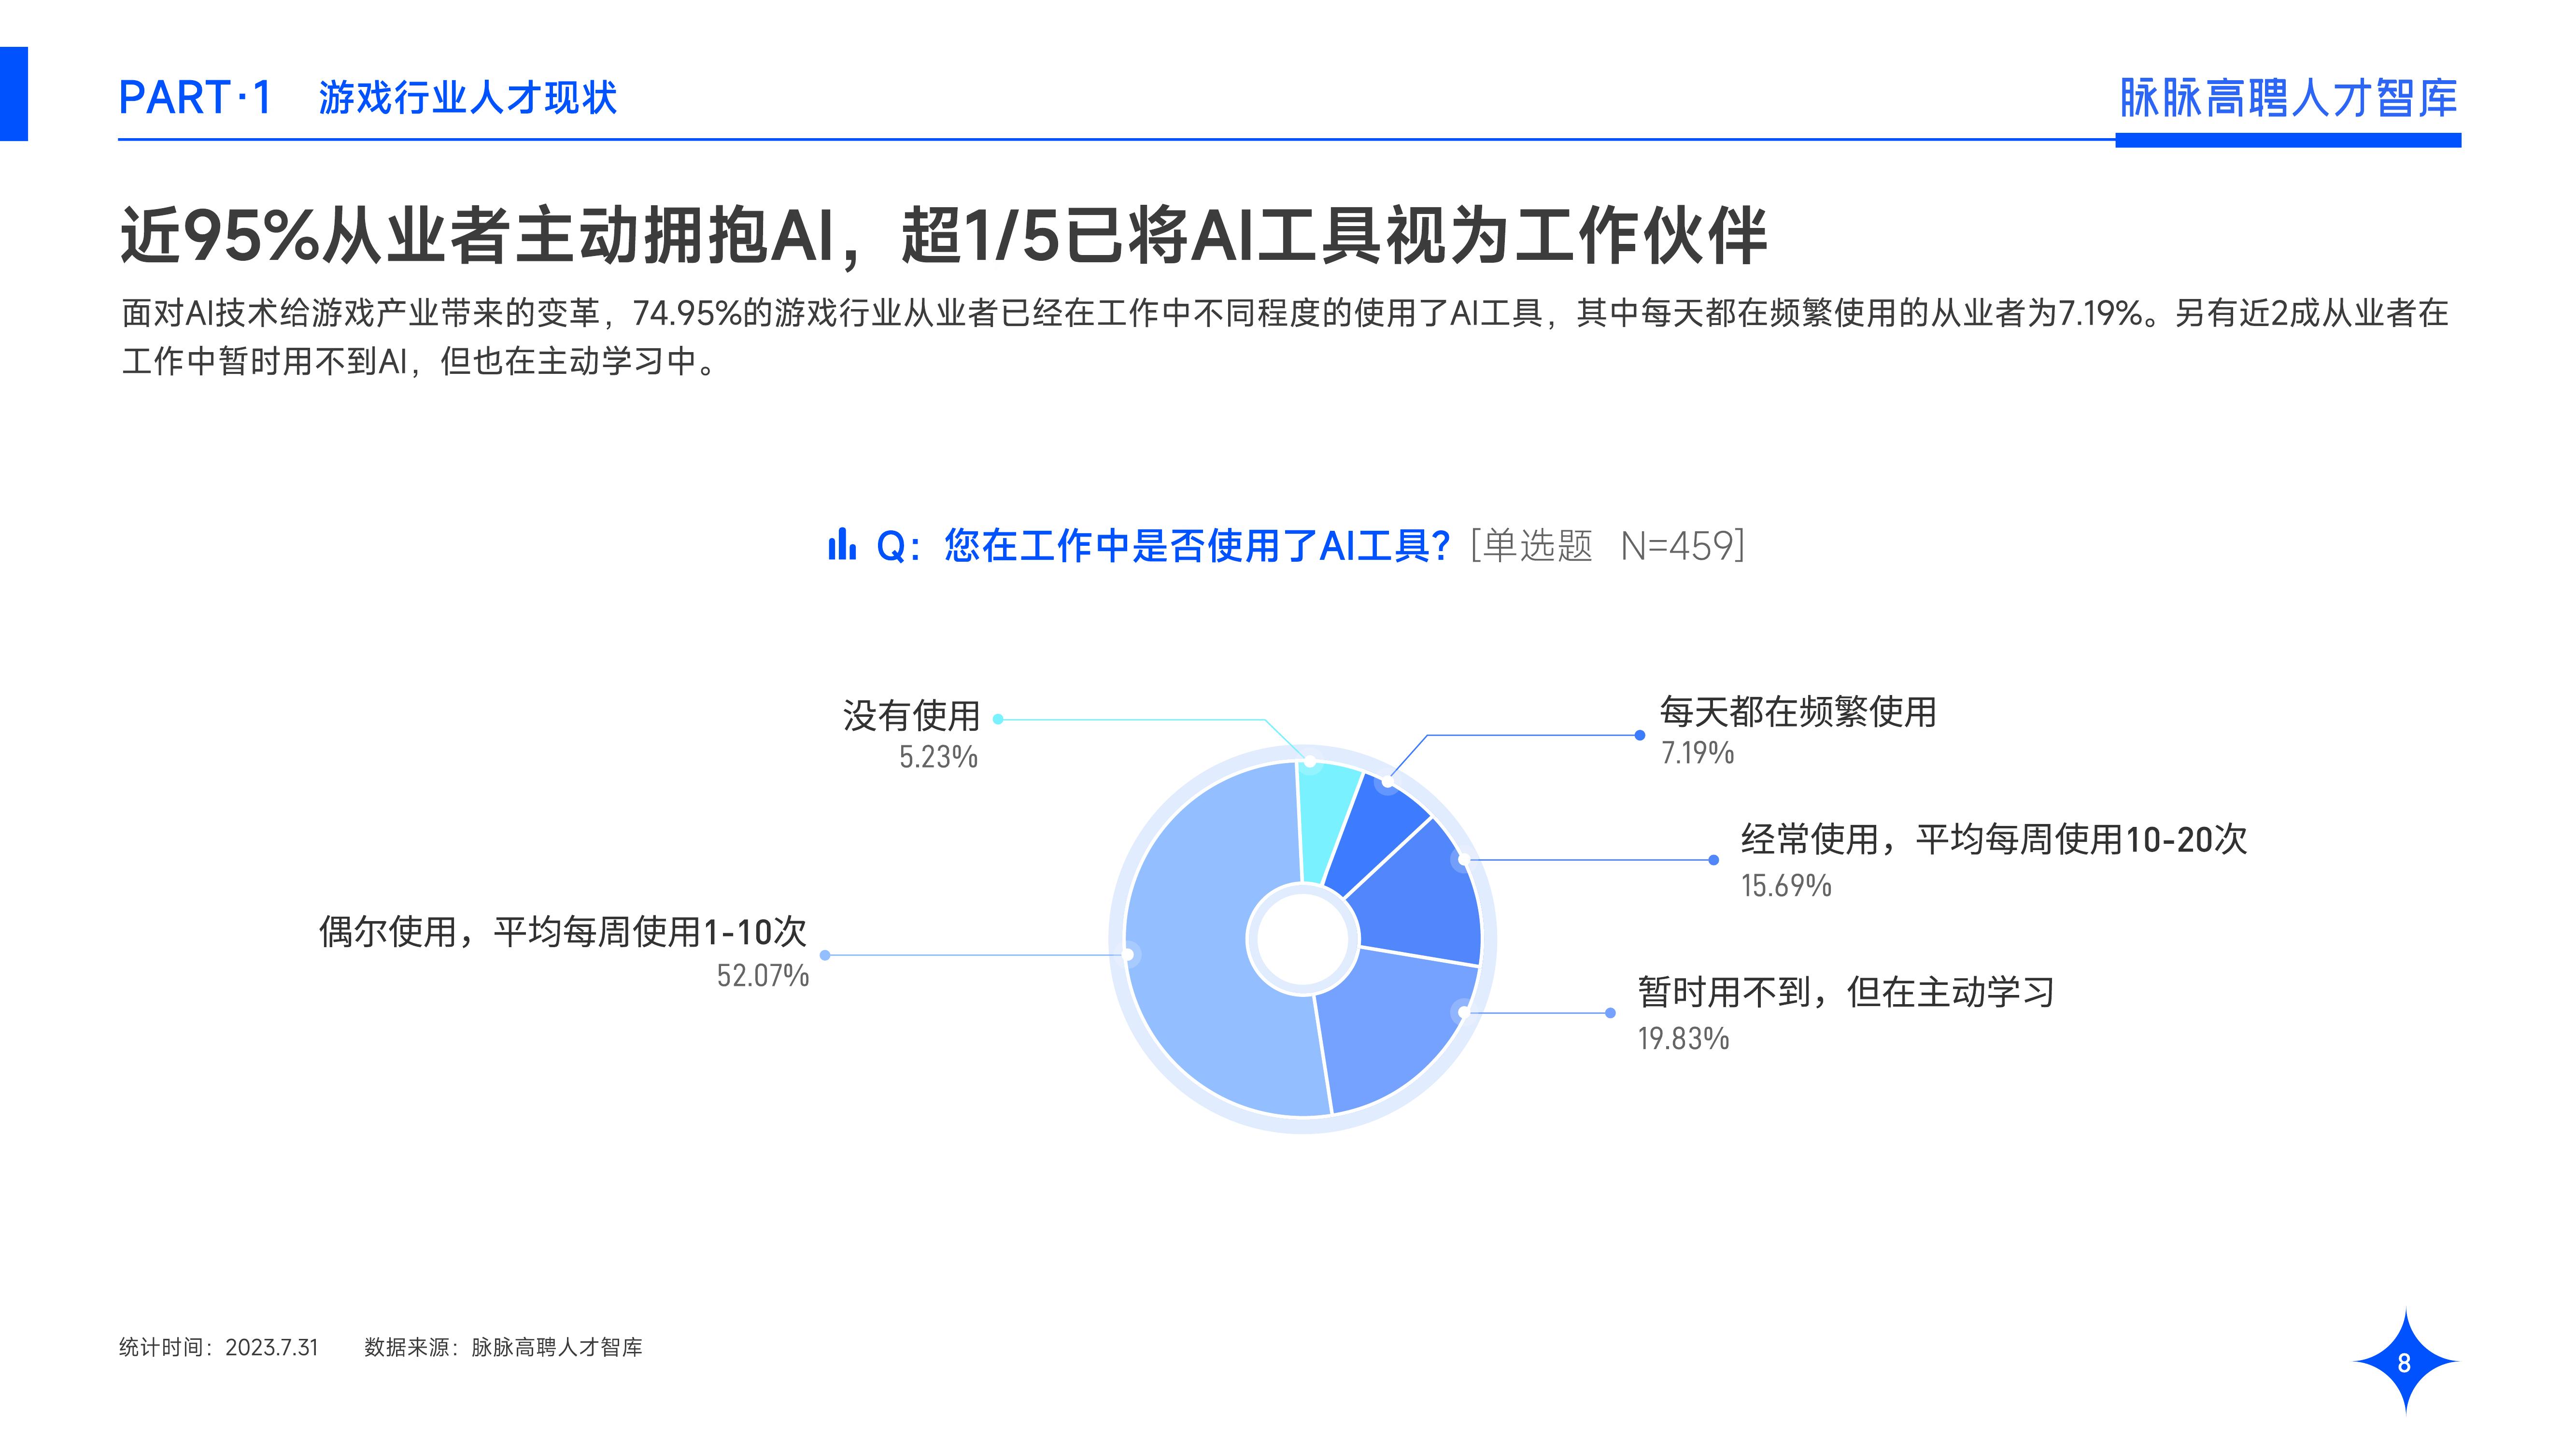 PART·1 游戏行业人才现状
脉脉高聘人才智库
近95%从业者主动拥抱AI，超1/5已将AI工具视为工作伙伴
面对AI技术给游戏产业带来的变革，74.95%的游戏行业从业者已经在工作中不同程度的使用了AI工具，其中每天都在频繁使用的从业者为7.19%。另有近2成从业者在
工作中暂时用不到AI，但也在主动学习中。
Q：您在工作中是否使用了AI工具？[单选题 N=459]
没有使用
5.23%
每天都在频繁使用
7.19%
经常使用，平均每周使用10-20次
15.69%
偶尔使用，平均每周使用1-10次
52.07%
暂时用不到，但在主动学习
19.83%
统计时间：2023.7.31 数据来源：脉脉高聘人才智库
8